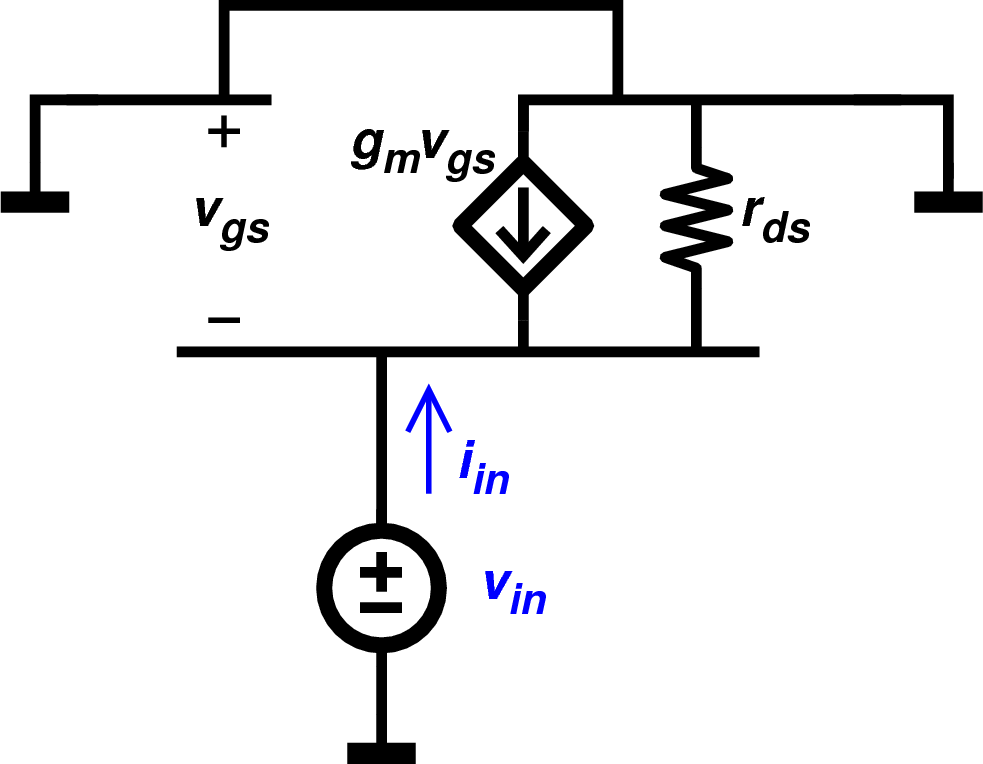 +
g_m v_gs
v_gs
r_ds
−
i_in
+
−
v_in